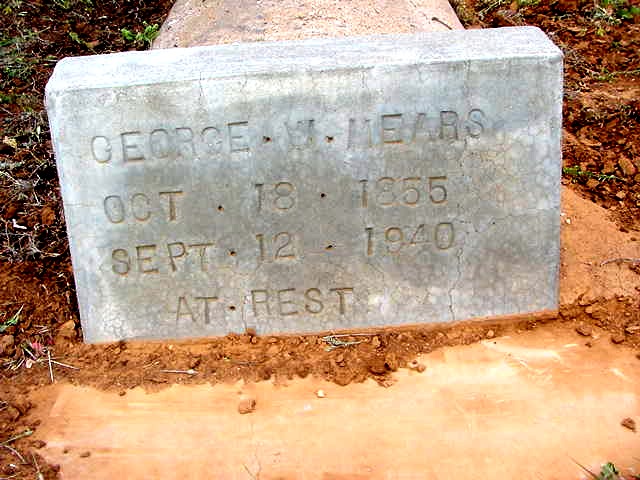 GEORGE · W · MEARS
OCT · 18 · 1855
SEPT · 12 - 1940
AT · REST